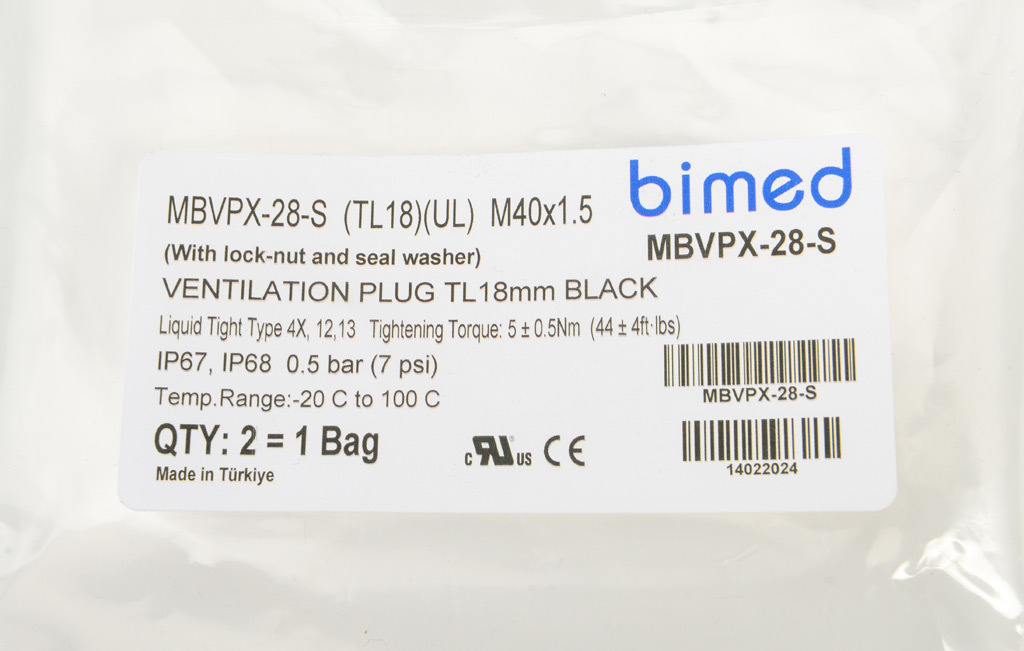 bimed
MBVPX-28-S
MBVPX-28-S (TL18)(UL) M40x1.5
(With lock-nut and seal washer)
VENTILATION PLUG TL18mm BLACK
Liquid Tight Type 4X, 12,13 Tightening Torque: 5 ± 0.5Nm (44 ± 4ft·lbs)
IP67, IP68 0.5 bar (7 psi)
Temp.Range:-20 C to 100 C
QTY: 2 = 1 Bag
Made in Türkiye
c RU US CE
MBVPX-28-S
14022024